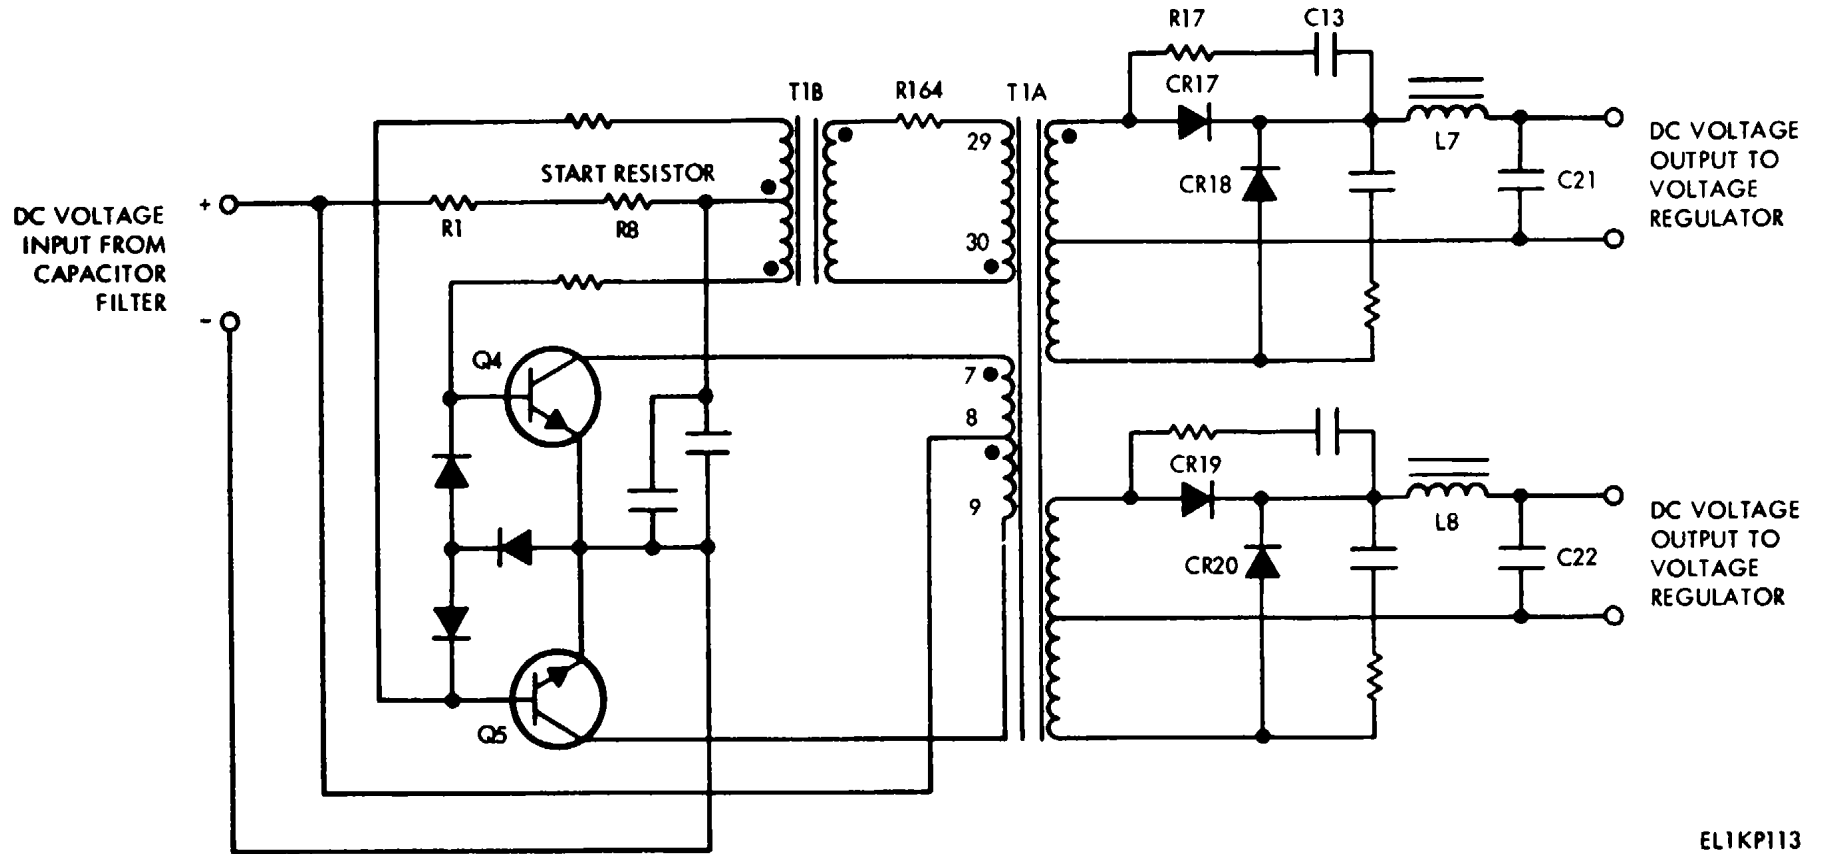 R17
C13
CR17
T1B
R164
T1A
29
L7
DC VOLTAGE
OUTPUT TO
VOLTAGE
REGULATOR
START RESISTOR
CR18
C21
+
R1
R8
DC VOLTAGE
INPUT FROM
CAPACITOR
FILTER
30
-
Q4
7
8
CR19
9
L8
DC VOLTAGE
OUTPUT TO
VOLTAGE
REGULATOR
CR20
C22
Q5
EL1KP113